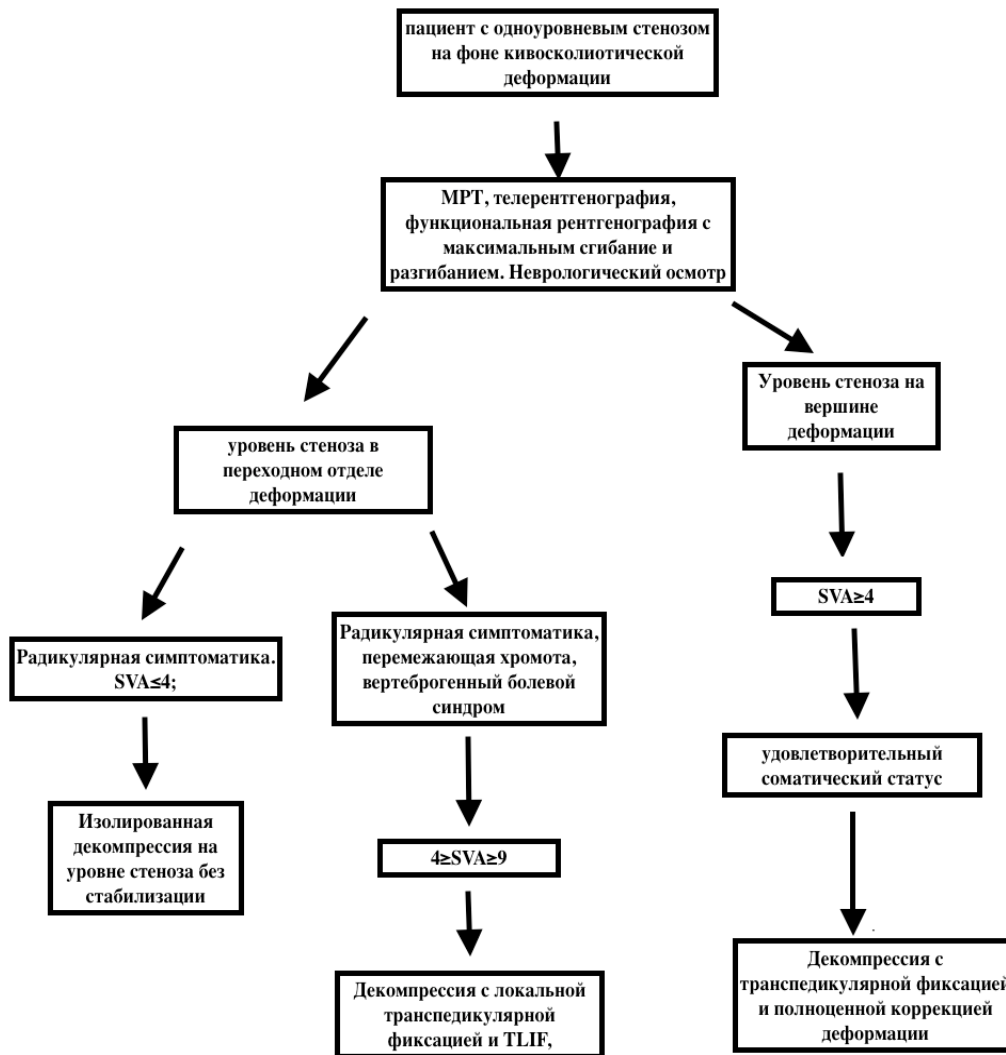 пациент с одноуровневым стенозом
на фоне кивосколиотической
деформации
МРТ, телерентгенография,
функциональная рентгенография с
максимальным сгибание и
разгибанием. Неврологический осмотр
Уровень стеноза на
вершине
деформации
уровень стеноза в
переходном отделе
деформации
SVA≥4
Радикулярная симптоматика.
SVA≤4;
Радикулярная симптоматика,
перемежающая хромота,
вертеброгенный болевой
синдром
удовлетворительный
соматический статус
Изолированная
декомпрессия на
уровне стеноза без
стабилизации
4≥SVA≥9
Декомпрессия с
транспедикулярной фиксацией
и полноценной коррекцией
деформации
Декомпрессия с локальной
транспедикулярной
фиксацией и TLIF,